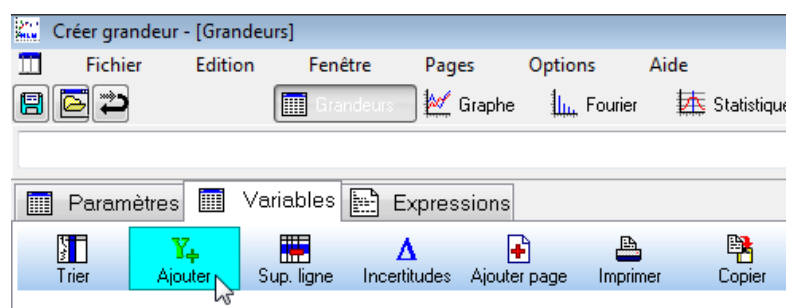 Créer grandeur - [Grandeurs]
Fichier Edition Fenêtre Pages Options Aide
Grandeurs Graphe Fourier Statistique
Paramètres Variables Expressions
Trier Ajouter Sup. ligne Incertitudes Ajouter page Imprimer Copier